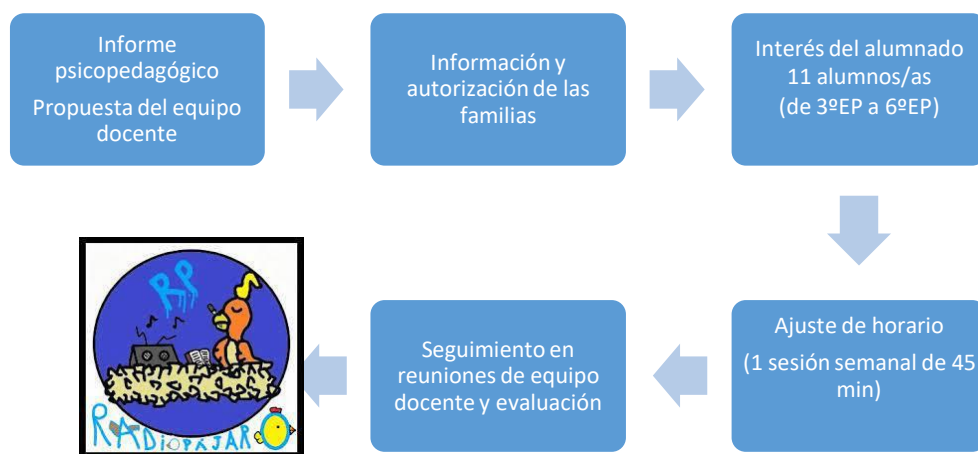 Informe
psicopedagógico
Propuesta del equipo
docente
Información y
autorización de las
familias
Interés del alumnado
11 alumnos/as
(de 3ºEP a 6ºEP)
Ajuste de horario
(1 sesión semanal de 45
min)
Seguimiento en
reuniones de equipo
docente y evaluación
RP
RADIOPÁJARO